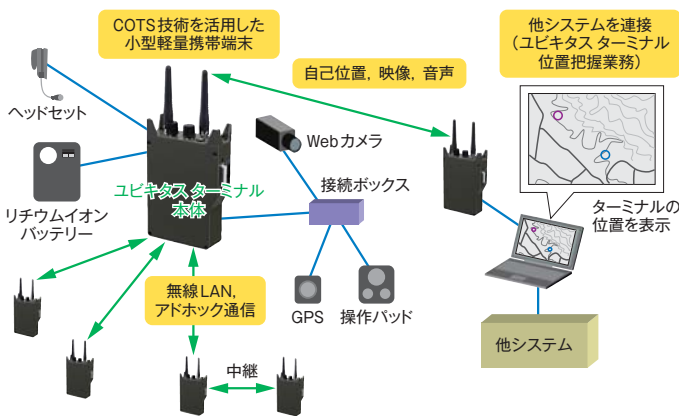 COTS技術を活用した
小型軽量携帯端末
他システムを連接
（ユビキタス ターミナル
位置把握業務）
自己位置，映像，音声
ヘッドセット
Webカメラ
ユビキタス ターミナル
本体
接続ボックス
リチウムイオン
バッテリー
ターミナルの
位置を表示
無線LAN，
アドホック通信
GPS
操作パッド
他システム
中継